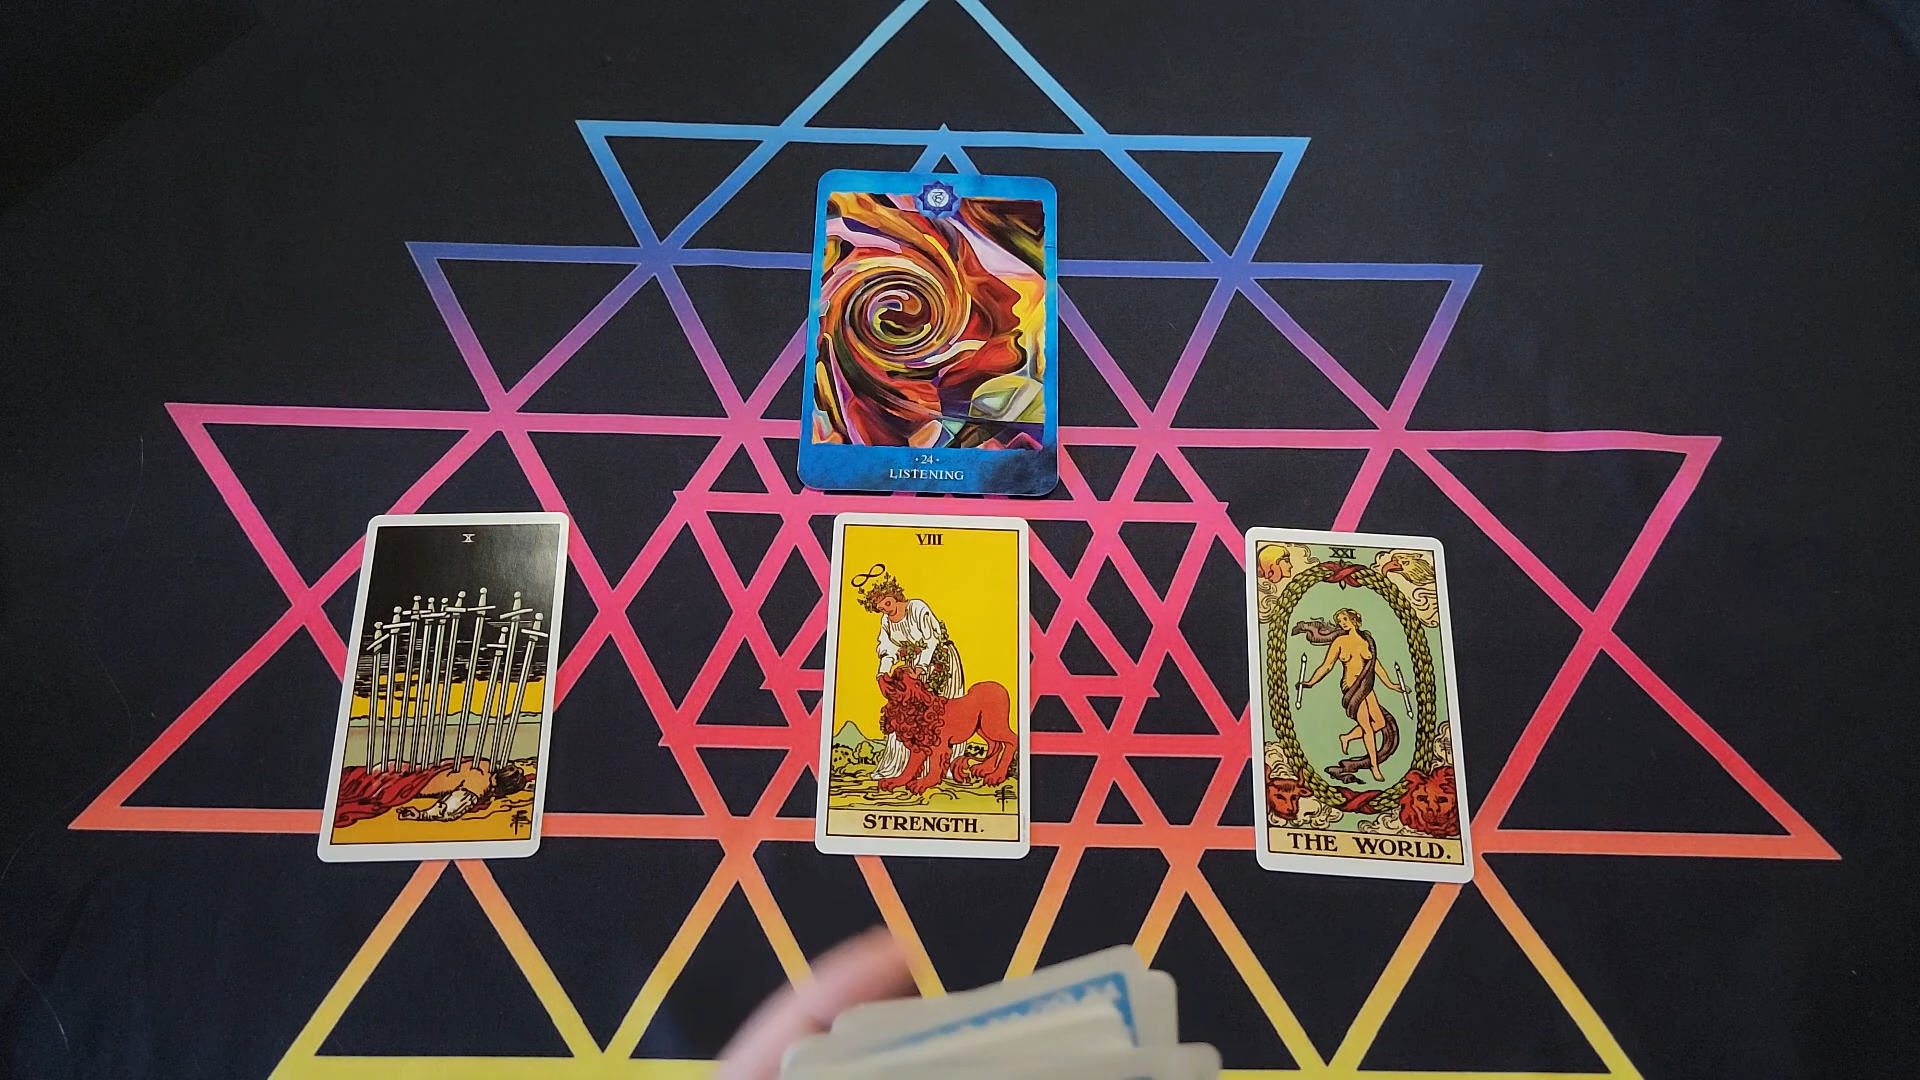 · 24 ·
LISTENING
X
VIII
STRENGTH.
XXI
THE WORLD.